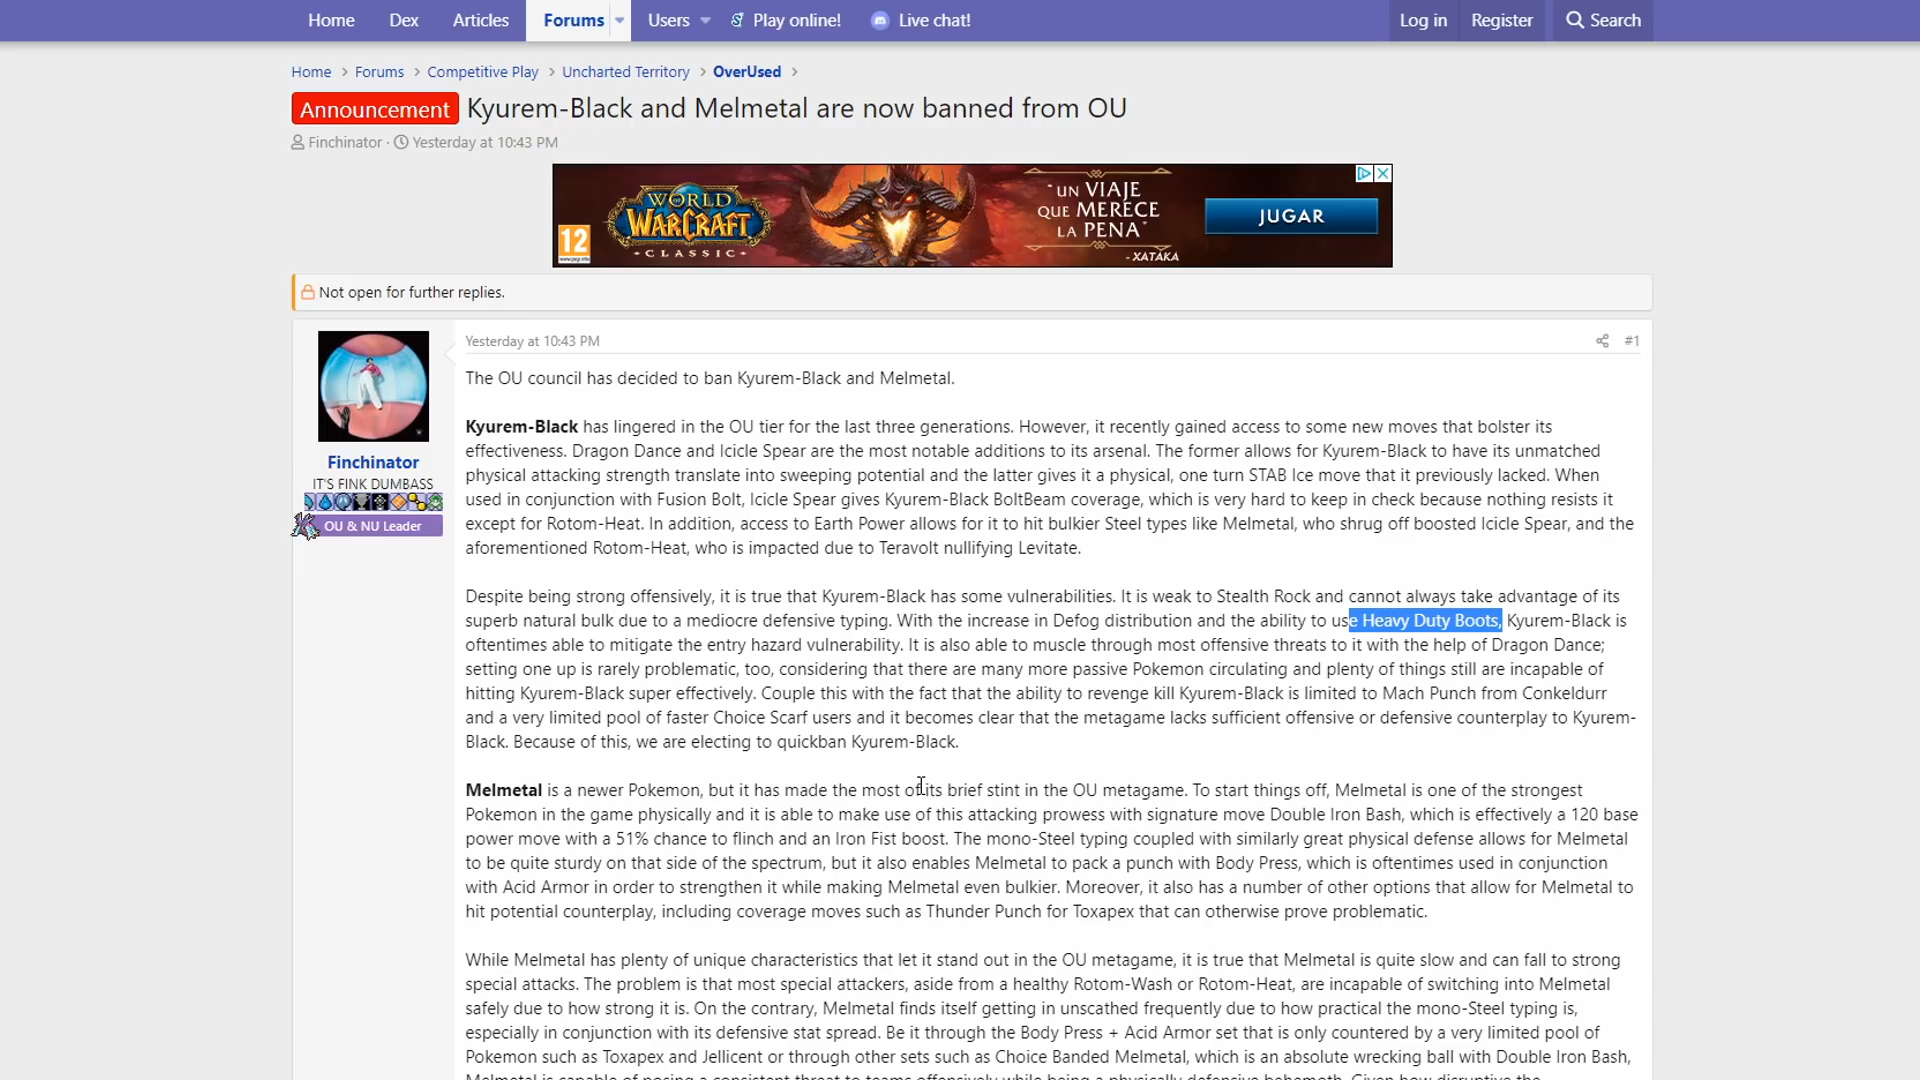 Home Dex Articles Forums Users Play online! Live chat! Log in Register Search
Home > Forums > Competitive Play > Uncharted Territory > OverUsed >
Announcement Kyurem-Black and Melmetal are now banned from OU
Finchinator · Yesterday at 10:43 PM
WORLD
WARCRAFT
CLASSIC
12
"UN VIAJE
QUE MERECE
LA PENA"
- XATAKA
JUGAR
Not open for further replies.
Finchinator
IT'S FINK DUMBASS
OU & NU Leader
Yesterday at 10:43 PM #1
The OU council has decided to ban Kyurem-Black and Melmetal.
Kyurem-Black has lingered in the OU tier for the last three generations. However, it recently gained access to some new moves that bolster its
effectiveness. Dragon Dance and Icicle Spear are the most notable additions to its arsenal. The former allows for Kyurem-Black to have its unmatched
physical attacking strength translate into sweeping potential and the latter gives it a physical, one turn STAB Ice move that it previously lacked. When
used in conjunction with Fusion Bolt, Icicle Spear gives Kyurem-Black BoltBeam coverage, which is very hard to keep in check because nothing resists it
except for Rotom-Heat. In addition, access to Earth Power allows for it to hit bulkier Steel types like Melmetal, who shrug off boosted Icicle Spear, and the
aforementioned Rotom-Heat, who is impacted due to Teravolt nullifying Levitate.
Despite being strong offensively, it is true that Kyurem-Black has some vulnerabilities. It is weak to Stealth Rock and cannot always take advantage of its
superb natural bulk due to a mediocre defensive typing. With the increase in Defog distribution and the ability to use Heavy Duty Boots, Kyurem-Black is
oftentimes able to mitigate the entry hazard vulnerability. It is also able to muscle through most offensive threats to it with the help of Dragon Dance;
setting one up is rarely problematic, too, considering that there are many more passive Pokemon circulating and plenty of things still are incapable of
hitting Kyurem-Black super effectively. Couple this with the fact that the ability to revenge kill Kyurem-Black is limited to Mach Punch from Conkeldurr
and a very limited pool of faster Choice Scarf users and it becomes clear that the metagame lacks sufficient offensive or defensive counterplay to Kyurem-
Black. Because of this, we are electing to quickban Kyurem-Black.
Melmetal is a newer Pokemon, but it has made the most of its brief stint in the OU metagame. To start things off, Melmetal is one of the strongest
Pokemon in the game physically and it is able to make use of this attacking prowess with signature move Double Iron Bash, which is effectively a 120 base
power move with a 51% chance to flinch and an Iron Fist boost. The mono-Steel typing coupled with similarly great physical defense allows for Melmetal
to be quite sturdy on that side of the spectrum, but it also enables Melmetal to pack a punch with Body Press, which is oftentimes used in conjunction
with Acid Armor in order to strengthen it while making Melmetal even bulkier. Moreover, it also has a number of other options that allow for Melmetal to
hit potential counterplay, including coverage moves such as Thunder Punch for Toxapex that can otherwise prove problematic.
While Melmetal has plenty of unique characteristics that let it stand out in the OU metagame, it is true that Melmetal is quite slow and can fall to strong
special attacks. The problem is that most special attackers, aside from a healthy Rotom-Wash or Rotom-Heat, are incapable of switching into Melmetal
safely due to how strong it is. On the contrary, Melmetal finds itself getting in unscathed frequently due to how practical the mono-Steel typing is,
especially in conjunction with its defensive stat spread. Be it through the Body Press + Acid Armor set that is only countered by a very limited pool of
Pokemon such as Toxapex and Jellicent or through other sets such as Choice Banded Melmetal, which is an absolute wrecking ball with Double Iron Bash,
Melmetal is capable of posing a consistent threat to teams offensively while being a physically defensive behemoth. Given how disruptive the